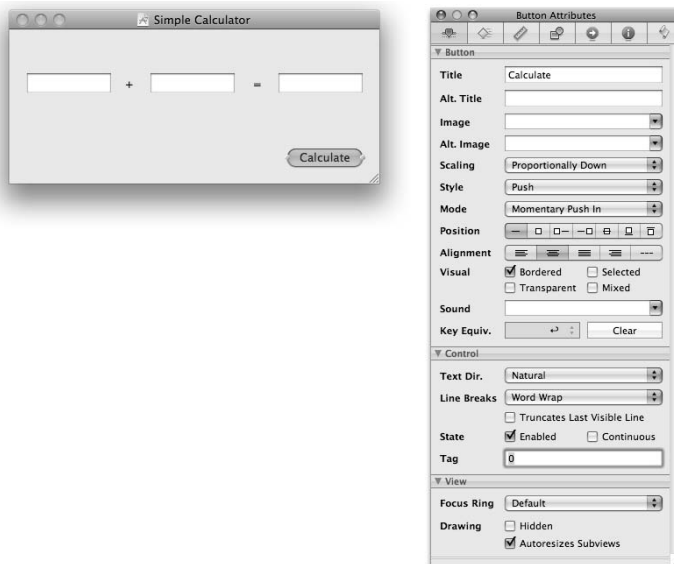 Simple Calculator
+ =
Calculate
Button Attributes
Button
Title Calculate
Alt. Title
Image
Alt. Image
Scaling Proportionally Down
Style Push
Mode Momentary Push In
Position
Alignment
Visual Bordered Selected
Transparent Mixed
Sound
Key Equiv. Clear
Control
Text Dir. Natural
Line Breaks Word Wrap
Truncates Last Visible Line
State Enabled Continuous
Tag 0
View
Focus Ring Default
Drawing Hidden
Autoresizes Subviews